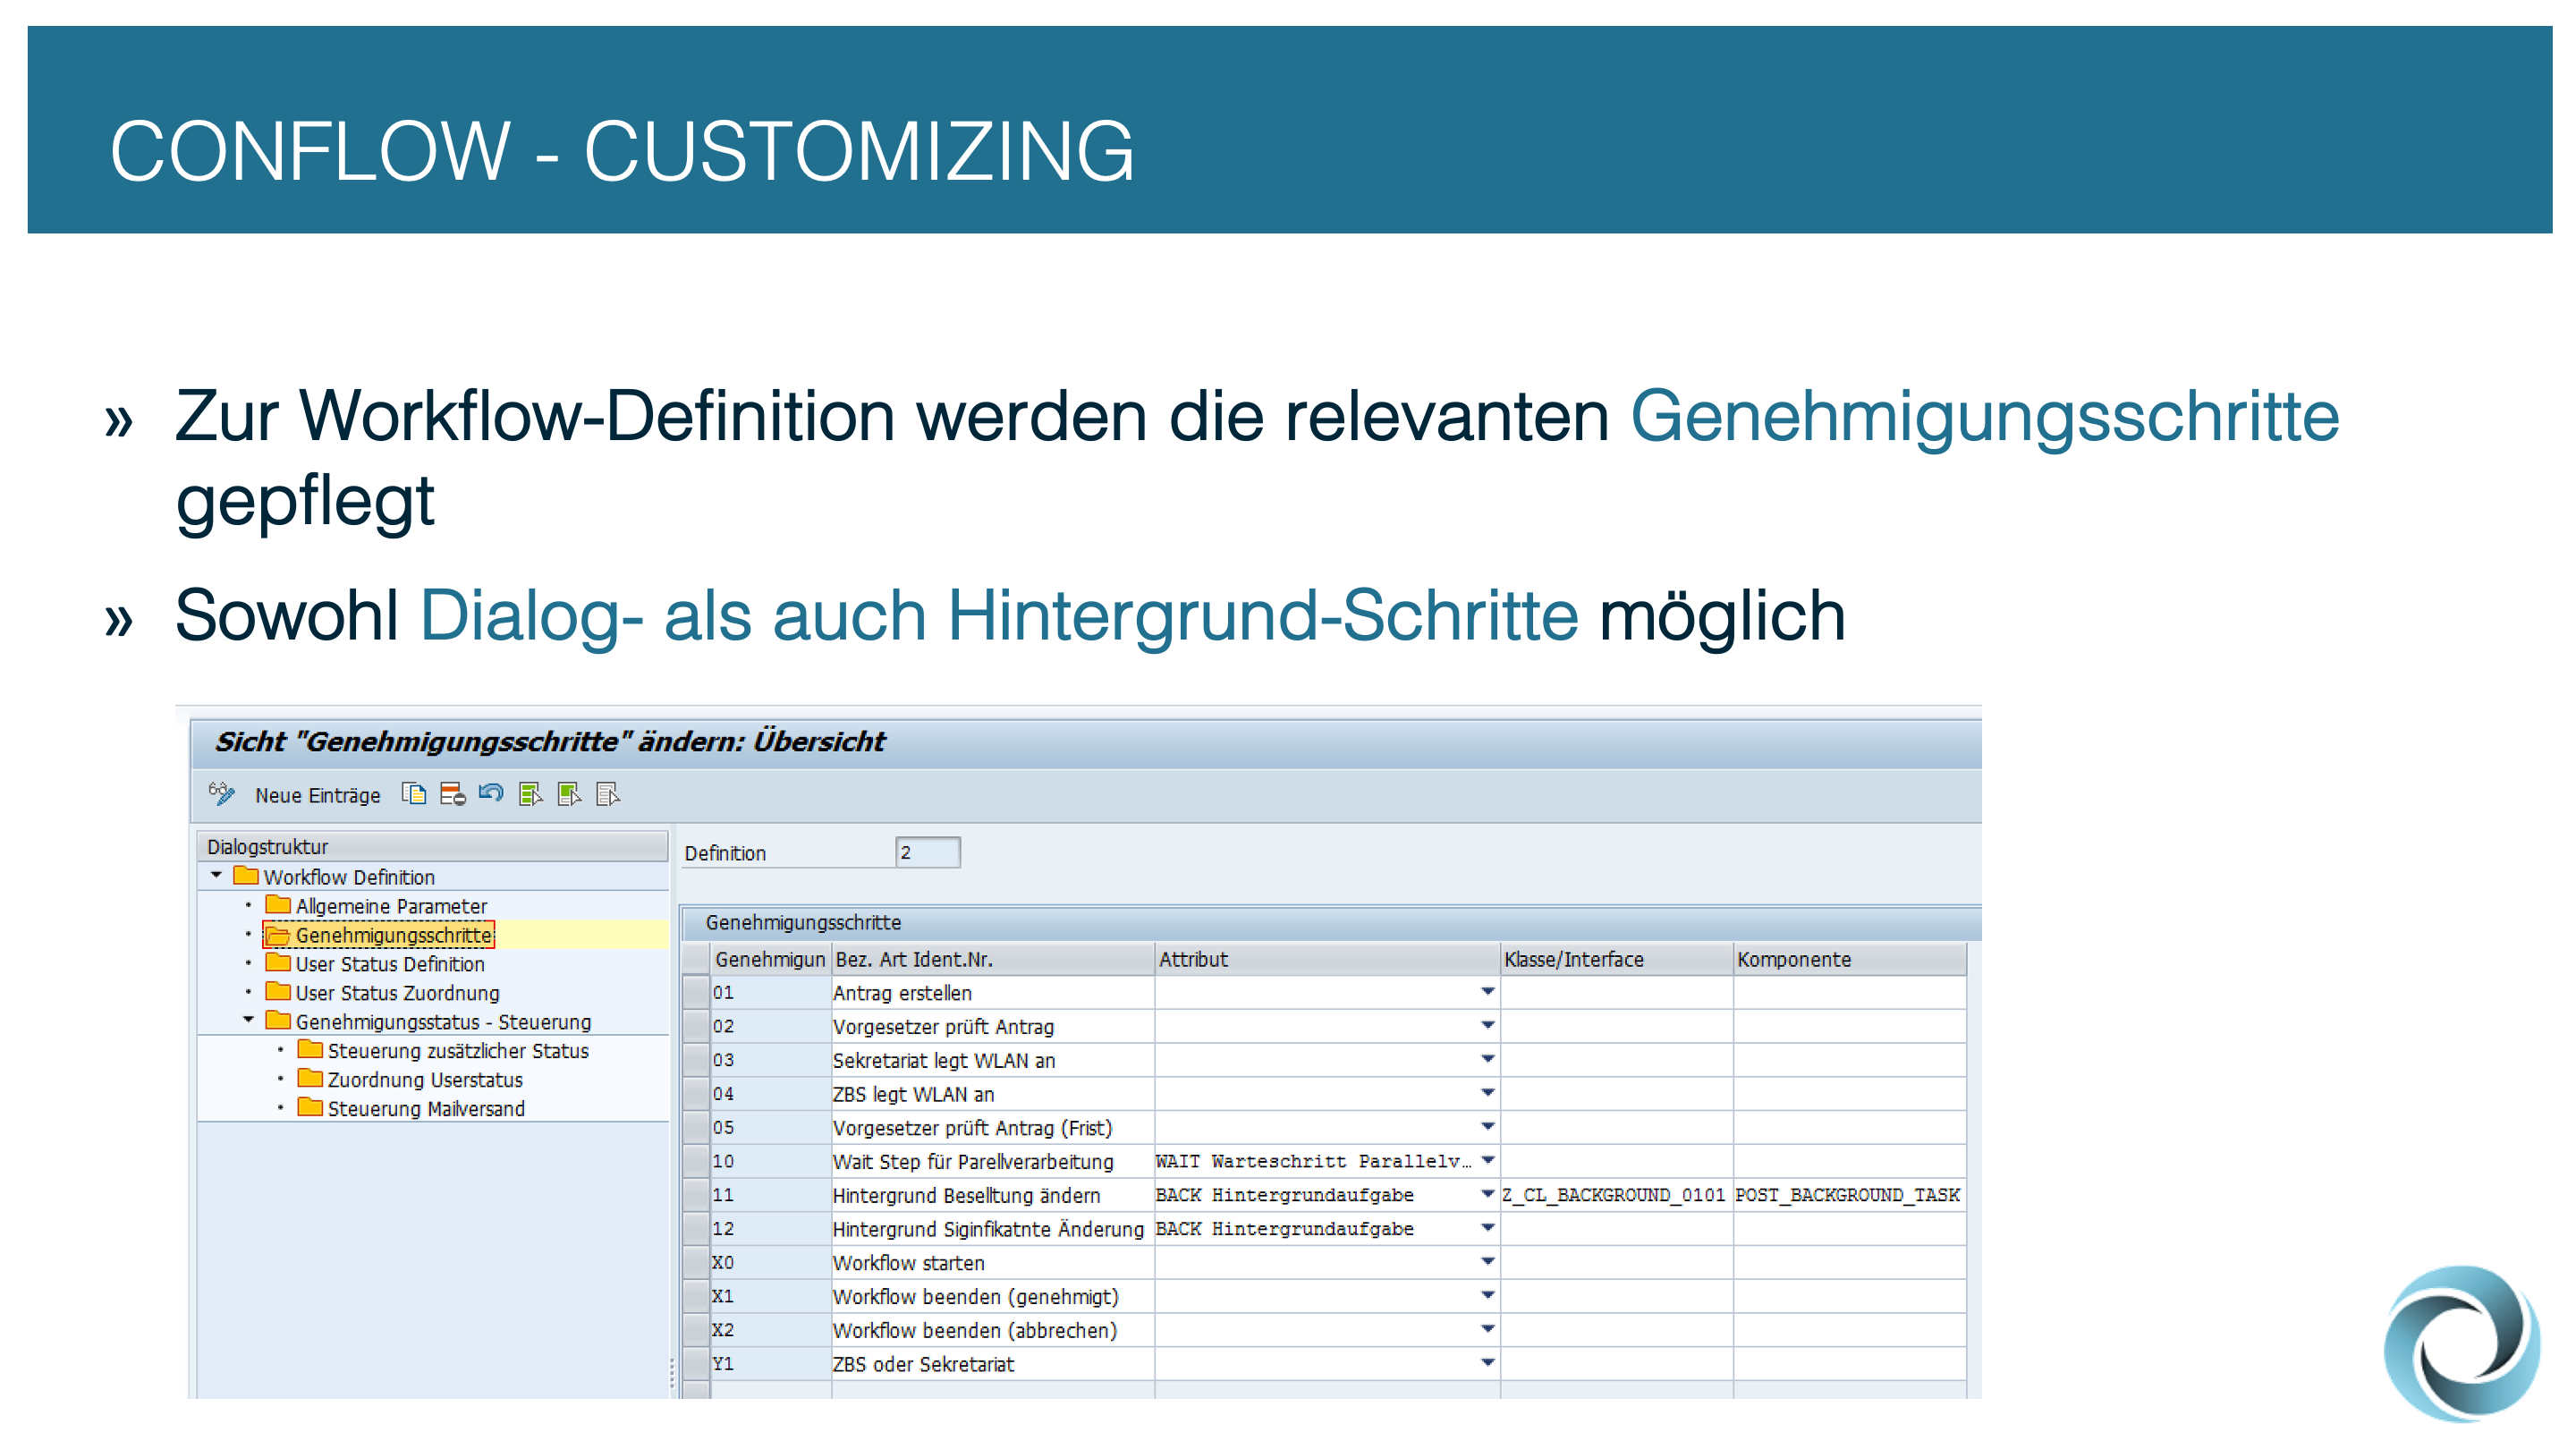 CONFLOW - CUSTOMIZING
» Zur Workflow-Definition werden die relevanten Genehmigungsschritte
gepflegt
» Sowohl Dialog- als auch Hintergrund-Schritte möglich
Sicht "Genehmigungsschritte" ändern: Übersicht
Neue Einträge
Dialogstruktur
Workflow Definition
Allgemeine Parameter
Genehmigungsschritte
User Status Definition
User Status Zuordnung
Genehmigungsstatus - Steuerung
Steuerung zusätzlicher Status
Zuordnung Userstatus
Steuerung Mailversand
Definition 2
Genehmigungsschritte
Genehmigun Bez. Art Ident.Nr. Attribut Klasse/Interface Komponente
01 Antrag erstellen
02 Vorgesetzer prüft Antrag
03 Sekretariat legt WLAN an
04 ZBS legt WLAN an
05 Vorgesetzer prüft Antrag (Frist)
10 Wait Step für Parellverarbeitung WAIT Warteschritt Parallelv…
11 Hintergrund Beselltung ändern BACK Hintergrundaufgabe Z_CL_BACKGROUND_0101 POST_BACKGROUND_TASK
12 Hintergrund Siginfikatnte Änderung BACK Hintergrundaufgabe
X0 Workflow starten
X1 Workflow beenden (genehmigt)
X2 Workflow beenden (abbrechen)
Y1 ZBS oder Sekretariat